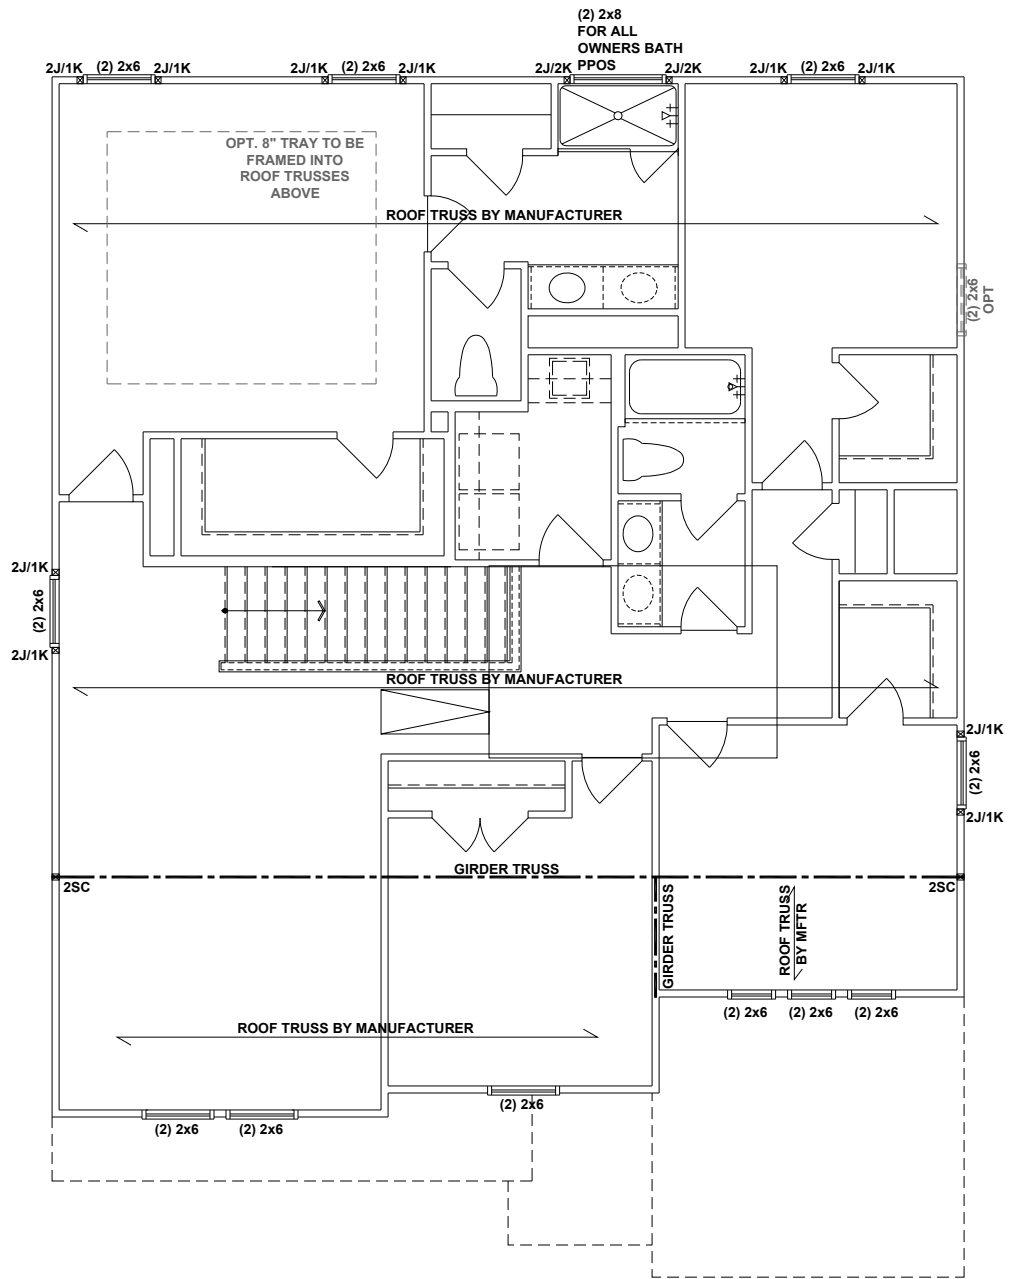 (2) 2x8
FOR ALL
OWNERS BATH
PPOS
2J/1K
(2) 2x6
2J/1K
2J/1K
(2) 2x6
2J/1K
2J/2K
2J/2K
2J/1K
(2) 2x6
2J/1K
OPT. 8" TRAY TO BE
FRAMED INTO
ROOF TRUSSES
ABOVE
ROOF TRUSS BY MANUFACTURER
(2) 2x6
OPT
2J/1K
(2) 2x6
2J/1K
ROOF TRUSS BY MANUFACTURER
2J/1K
(2) 2x6
2J/1K
GIRDER TRUSS
2SC
2SC
GIRDER TRUSS
ROOF TRUSS
BY MFTR
(2) 2x6
(2) 2x6
(2) 2x6
ROOF TRUSS BY MANUFACTURER
(2) 2x6
(2) 2x6
(2) 2x6